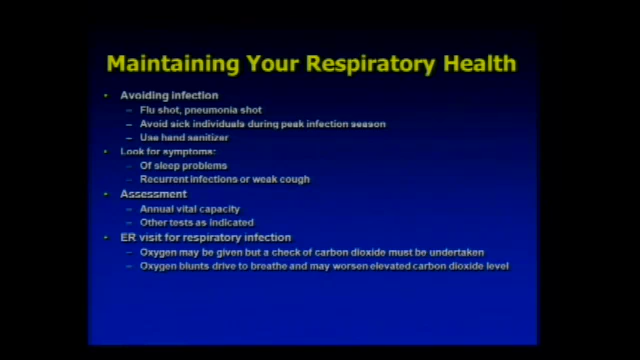 Maintaining Your Respiratory Health
• Avoiding infection
– Flu shot, pneumonia shot
– Avoid sick individuals during peak infection season
– Use hand sanitizer
• Look for symptoms:
– Of sleep problems
– Recurrent infections or weak cough
• Assessment
– Annual vital capacity
– Other tests as indicated
• ER visit for respiratory infection
– Oxygen may be given but a check of carbon dioxide must be undertaken
– Oxygen blunts drive to breathe and may worsen elevated carbon dioxide level